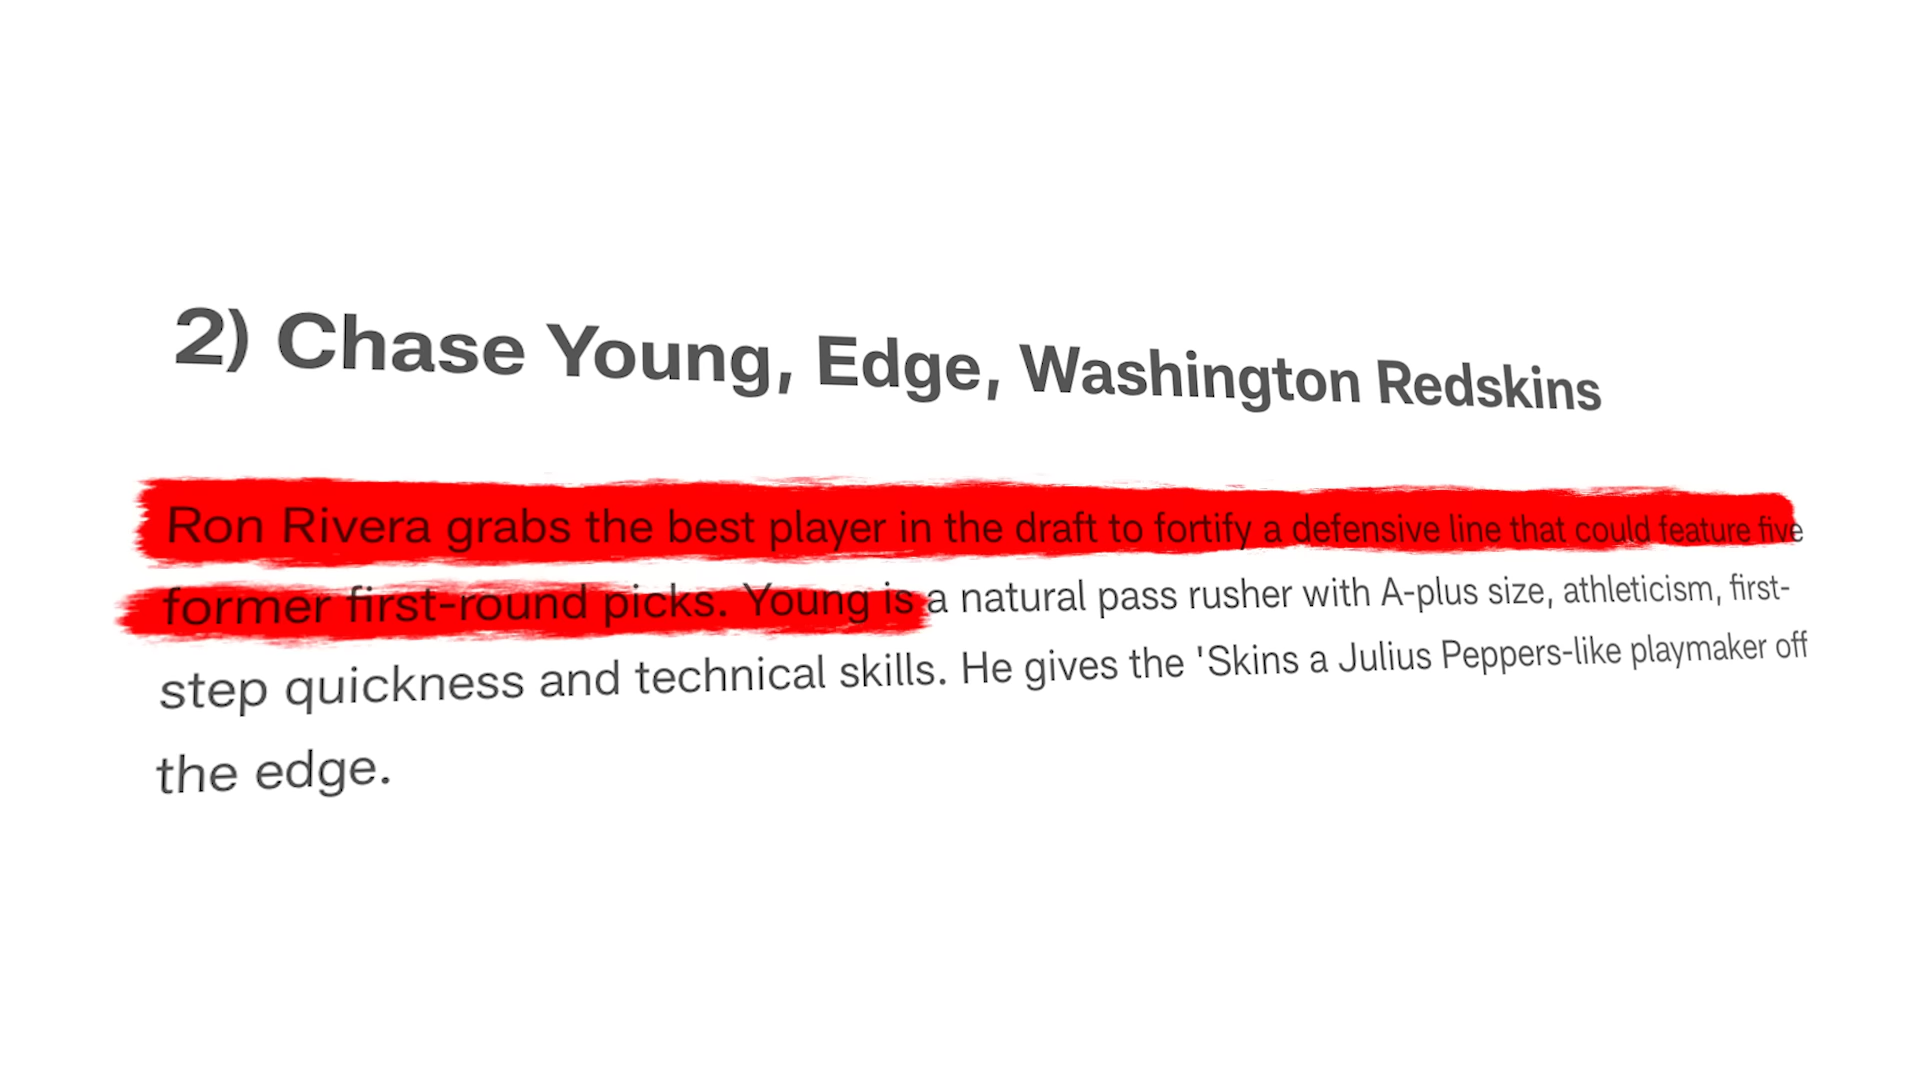 2) Chase Young, Edge, Washington Redskins
Ron Rivera grabs the best player in the draft to fortify a defensive line that could feature five
former first-round picks. Young is a natural pass rusher with A-plus size, athleticism, first-
step quickness and technical skills. He gives the 'Skins a Julius Peppers-like playmaker off
the edge.